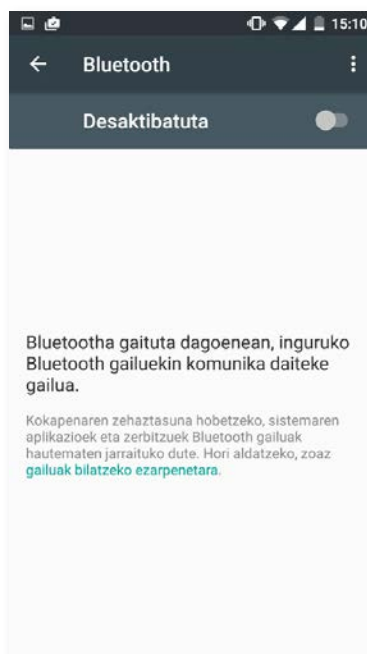 15:10
Bluetooth
Desaktibatuta
Bluetootha gaituta dagoenean, inguruko
Bluetooth gailuekin komunika daiteke
gailua.
Kokapenaren zehaztasuna hobetzeko, sistemaren
aplikazioek eta zerbitzuek Bluetooth gailuak
hautematen jarraituko dute. Hori aldatzeko, zoaz
gailuak bilatzeko ezarpenetara.